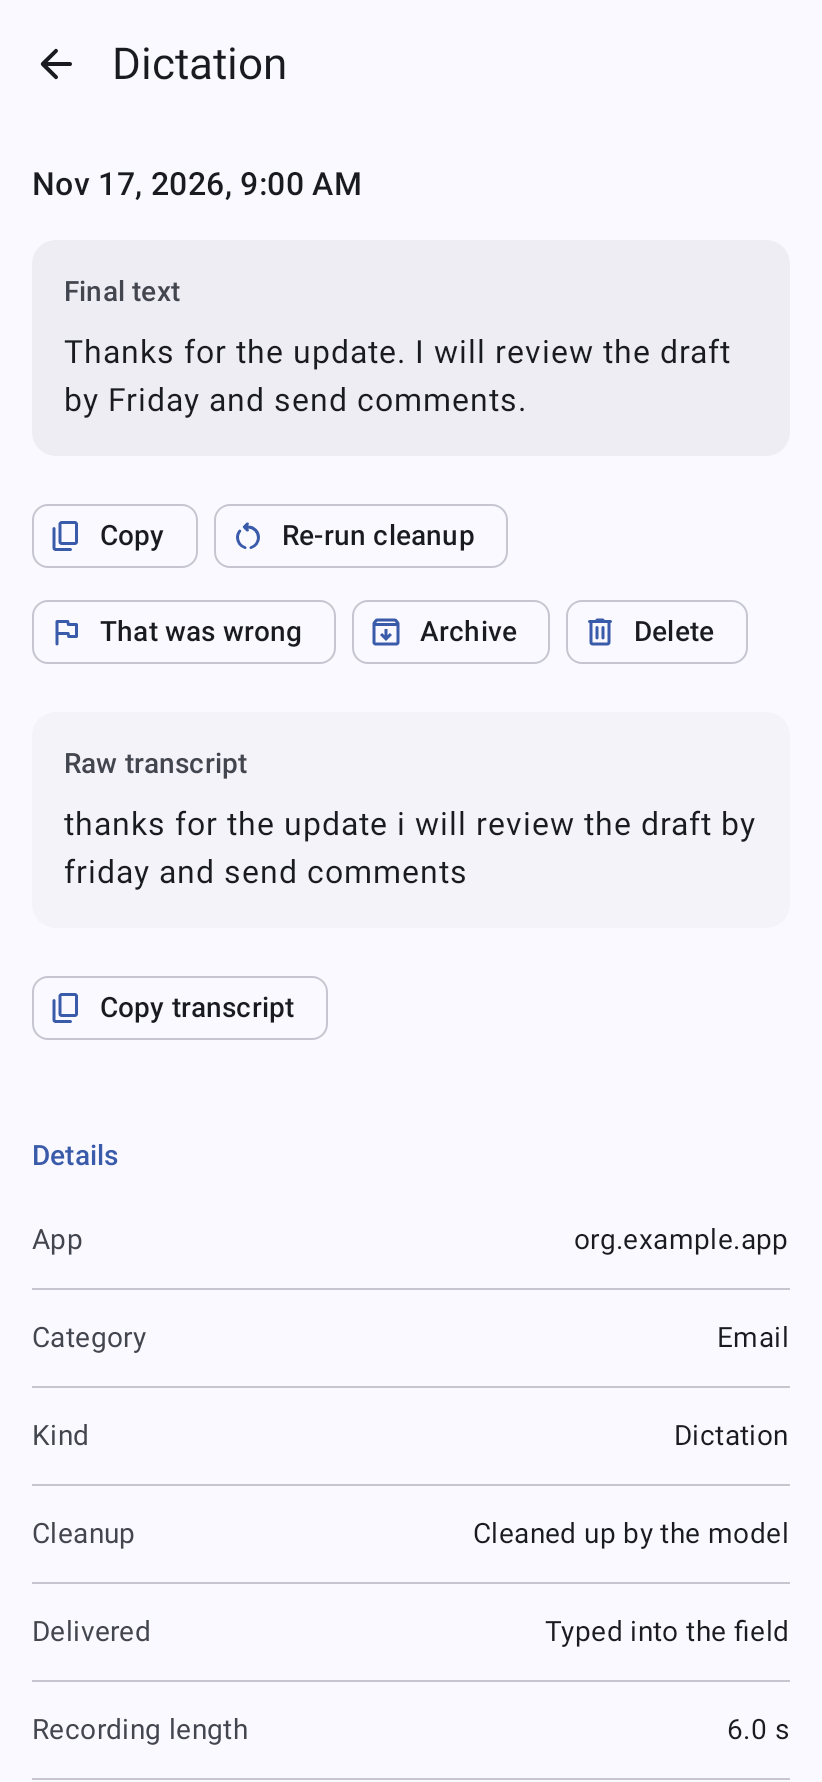 Dictation
Nov 17, 2026, 9:00 AM
Final text
Thanks for the update. I will review the draft
by Friday and send comments.
Copy
Re-run cleanup
That was wrong
Archive
Delete
Raw transcript
thanks for the update i will review the draft by
friday and send comments
Copy transcript
Details
App org.example.app
Category Email
Kind Dictation
Cleanup Cleaned up by the model
Delivered Typed into the field
Recording length 6.0 s